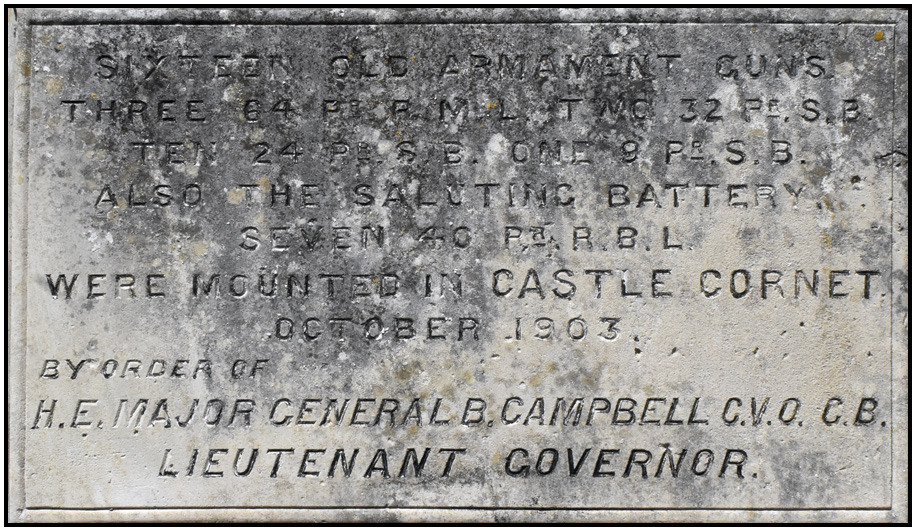 SIXTEEN OLD ARMAMENT GUNS.
THREE 64 PR. R.M.L. TWO 32 PR. S.B.
TEN 24 PR. S.B. ONE 9 PR. S.B.
ALSO THE SALUTING BATTERY.
SEVEN 40 PR. R.B.L.
WERE MOUNTED IN CASTLE CORNET.
OCTOBER 1903.
BY ORDER OF
H.E. MAJOR GENERAL B. CAMPBELL C.V.O. C.B.
LIEUTENANT GOVERNOR.